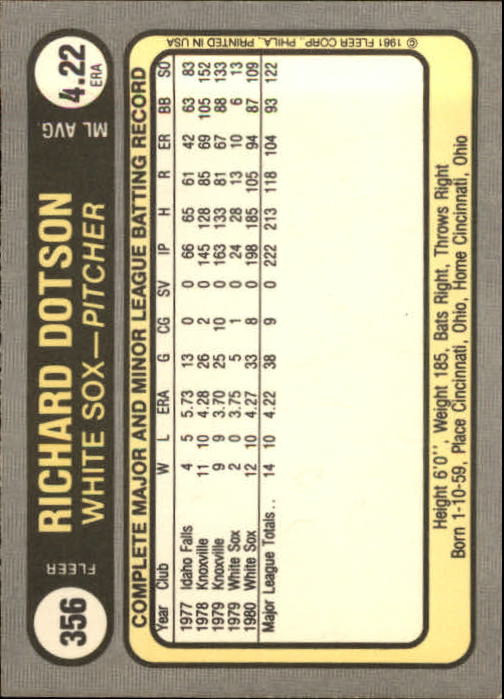 356
FLEER
RICHARD DOTSON
WHITE SOX—PITCHER
ML AVG.
4.22
ERA
COMPLETE MAJOR AND MINOR LEAGUE BATTING RECORD
Year Club W L ERA G CG SV IP H R ER BB SO
1977 Idaho Falls 4 5 5.73 13 0 0 66 65 61 42 63 83
1978 Knoxville 11 10 4.28 26 2 0 145 128 85 69 105 152
1979 Knoxville 9 9 3.70 25 10 0 163 133 81 67 88 133
1979 White Sox 2 0 3.75 5 1 0 24 28 13 10 6 13
1980 White Sox 12 10 4.27 33 8 0 198 185 105 94 87 109
Major League Totals.. 14 10 4.22 38 9 0 222 213 118 104 93 122
Height 6'0'', Weight 185, Bats Right, Throws Right
Born 1-10-59, Place Cincinnati, Ohio, Home Cincinnati, Ohio
© 1981 FLEER CORP., PHILA., PRINTED IN USA